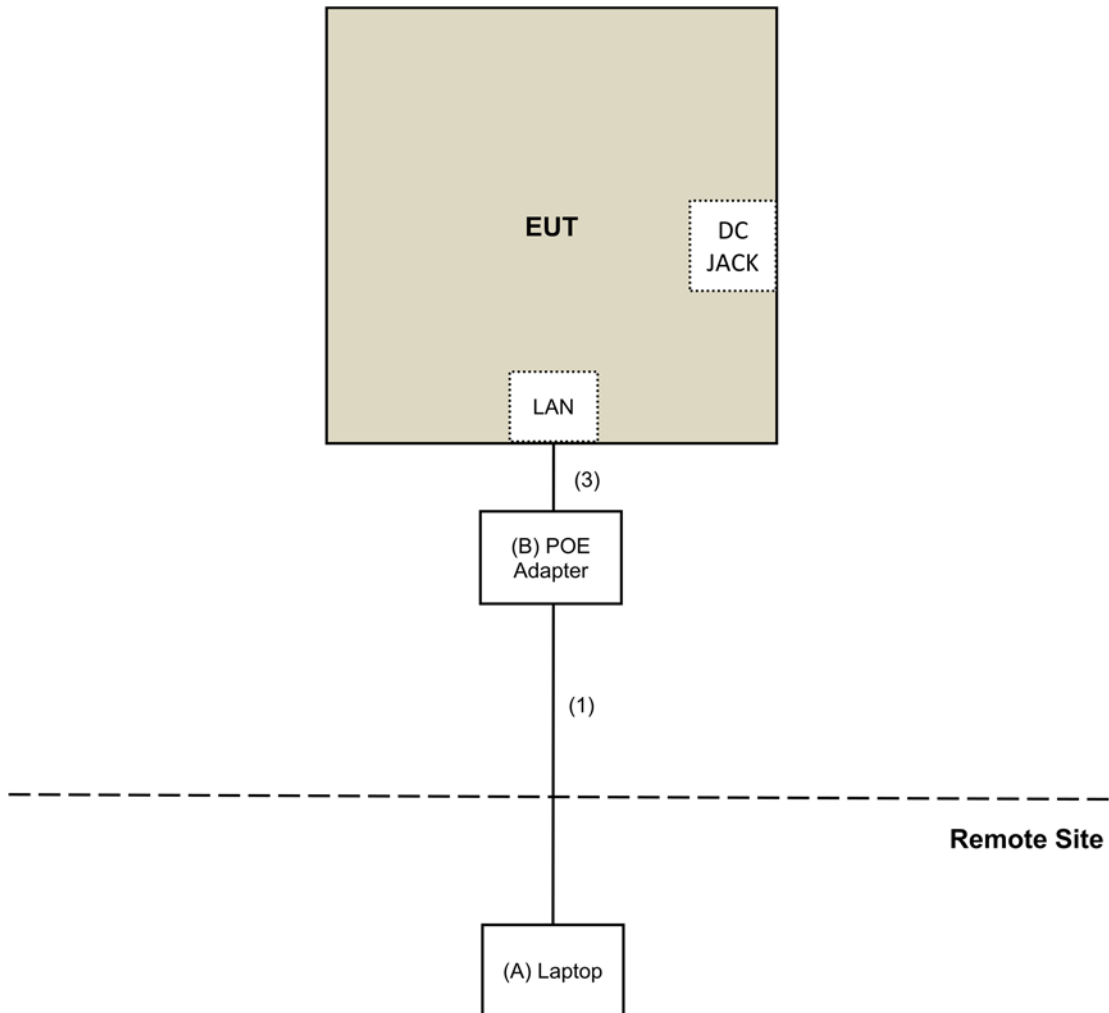 EUT
DC
JACK
LAN
(3)
(B) POE
Adapter
(1)
Remote Site
(A) Laptop